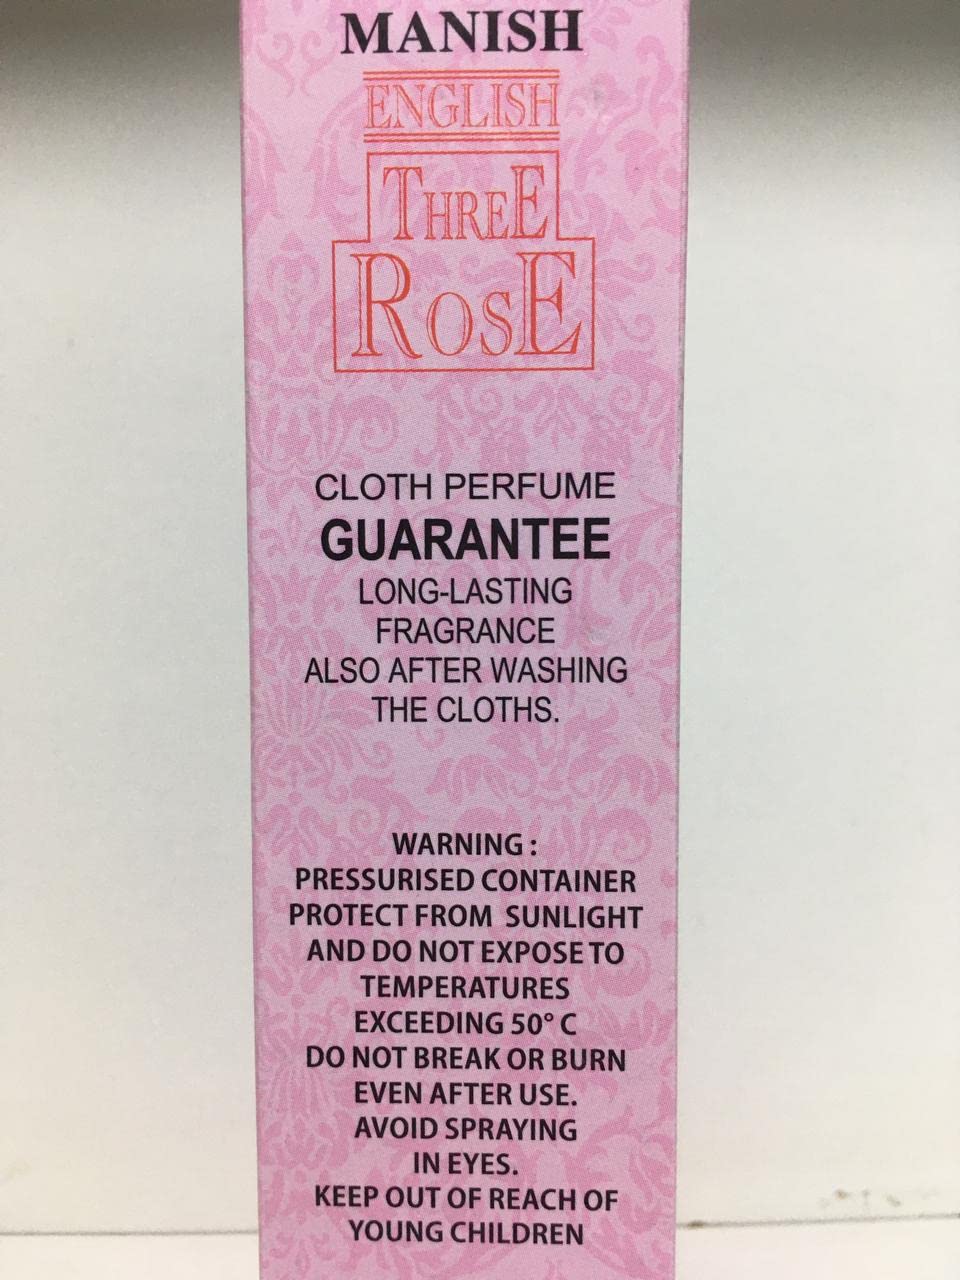 MANISH
ENGLISH
THREE
ROSE
CLOTH PERFUME
GUARANTEE
LONG-LASTING
FRAGRANCE
ALSO AFTER WASHING
THE CLOTHS.
WARNING :
PRESSURISED CONTAINER
PROTECT FROM SUNLIGHT
AND DO NOT EXPOSE TO
TEMPERATURES
EXCEEDING 50° C
DO NOT BREAK OR BURN
EVEN AFTER USE.
AVOID SPRAYING
IN EYES.
KEEP OUT OF REACH OF
YOUNG CHILDREN